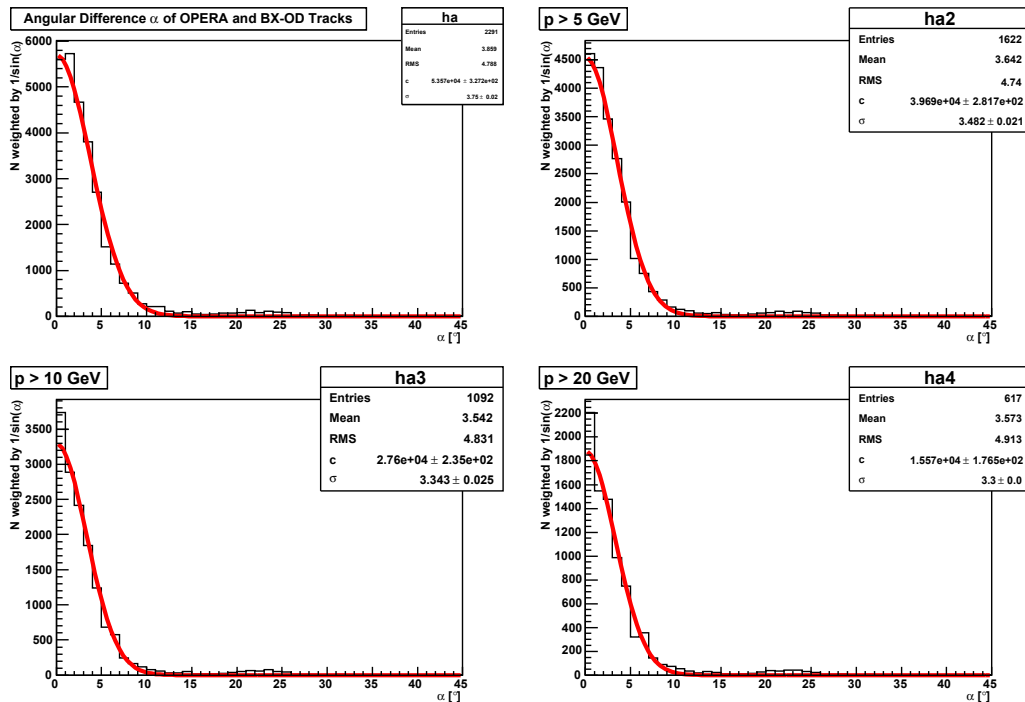 Angular Difference α of OPERA and BX-OD Tracks
ha
Entries 2291
Mean 3.859
RMS 4.788
c 5.357e+04 ± 3.272e+02
σ 3.75 ± 0.02
N weighted by 1/sin(α)
6000
5000
4000
3000
2000
1000
0
0 5 10 15 20 25 30 35 40 45
α [°]
p > 5 GeV
ha2
Entries 1622
Mean 3.642
RMS 4.74
c 3.969e+04 ± 2.817e+02
σ 3.482 ± 0.021
N weighted by 1/sin(α)
4500
4000
3500
3000
2500
2000
1500
1000
500
0
0 5 10 15 20 25 30 35 40 45
α [°]
p > 10 GeV
ha3
Entries 1092
Mean 3.542
RMS 4.831
c 2.76e+04 ± 2.35e+02
σ 3.343 ± 0.025
N weighted by 1/sin(α)
3500
3000
2500
2000
1500
1000
500
0
0 5 10 15 20 25 30 35 40 45
α [°]
p > 20 GeV
ha4
Entries 617
Mean 3.573
RMS 4.913
c 1.557e+04 ± 1.765e+02
σ 3.3 ± 0.0
N weighted by 1/sin(α)
2200
2000
1800
1600
1400
1200
1000
800
600
400
200
0
0 5 10 15 20 25 30 35 40 45
α [°]